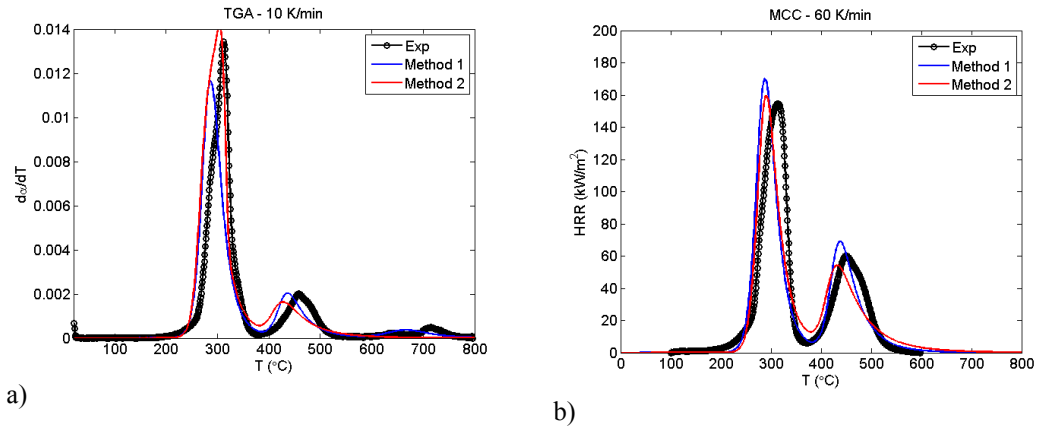 TGA - 10 K/min
0.014
0.012
0.01
0.008
0.006
0.004
0.002
0
dα/dT
100 200 300 400 500 600 700 800
T (°C)
Exp
Method 1
Method 2
a)
MCC - 60 K/min
200
180
160
140
120
100
80
60
40
20
0
HRR (kW/m²)
0 100 200 300 400 500 600 700 800
T (°C)
Exp
Method 1
Method 2
b)